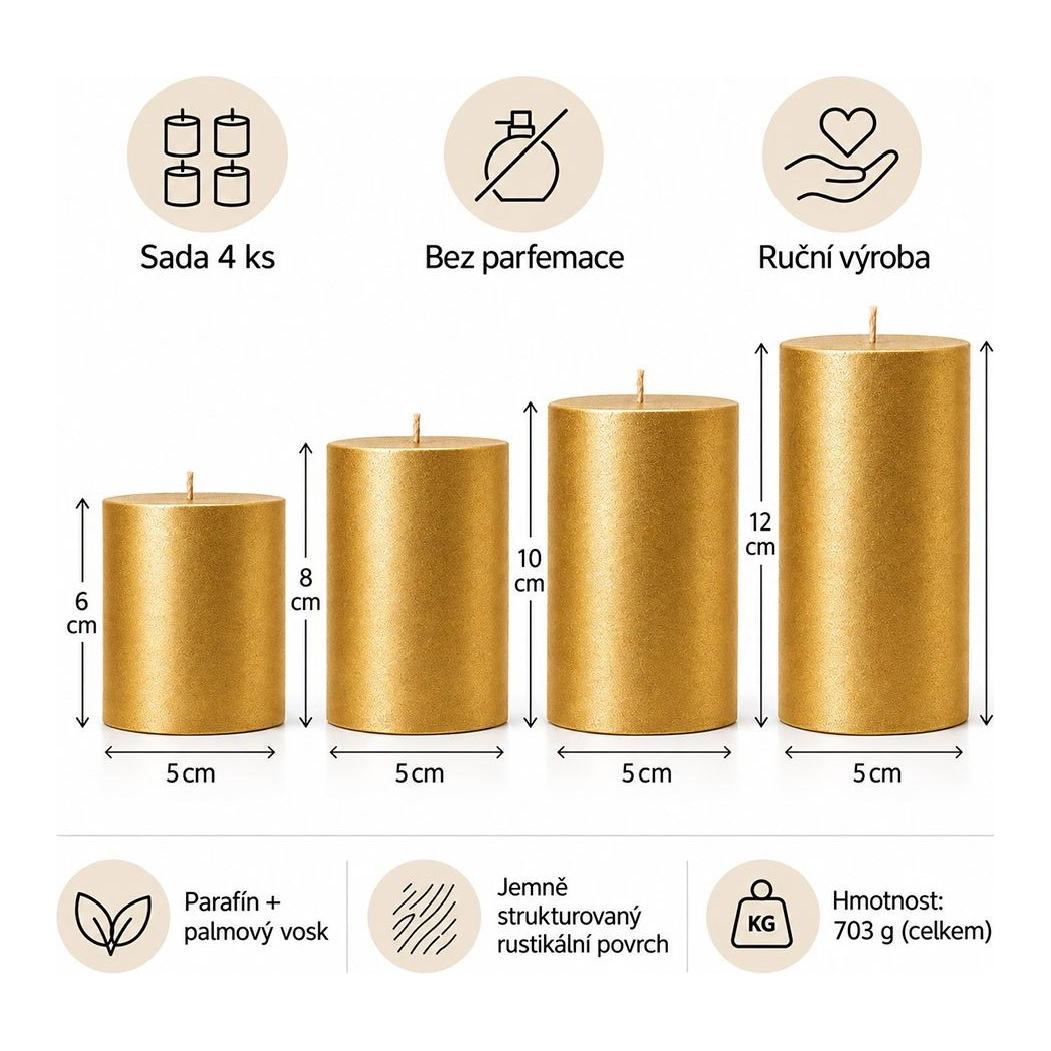 Sada 4 ks
Bez parfemace
Ruční výroba
6
cm
8
cm
10
cm
12
cm
5 cm
5 cm
5 cm
5 cm
Parafín +
palmový vosk
Jemně
strukturovaný
rustikální povrch
KG
Hmotnost:
703 g (celkem)